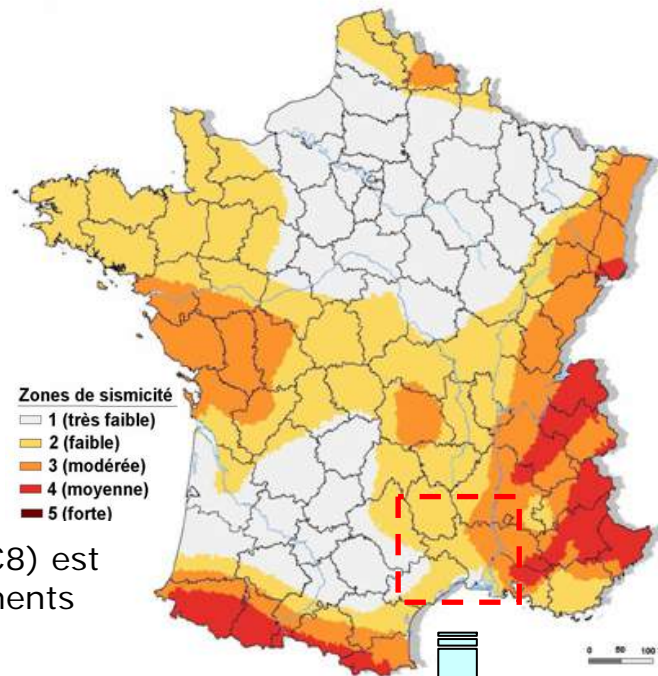 Zones de sismicité
1 (très faible)
2 (faible)
3 (modérée)
4 (moyenne)
5 (forte)
C8) est
ments
0 50 100